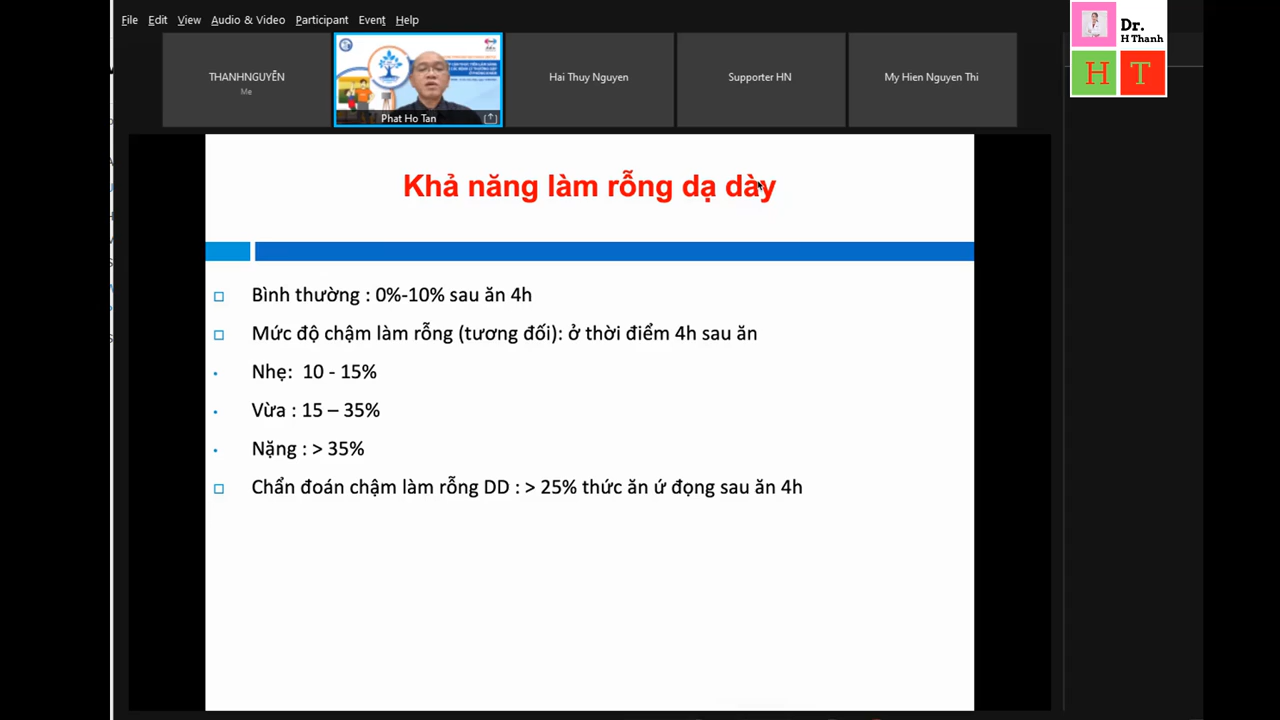 File Edit View Audio & Video Participant Event Help
Dr.
H Thanh
H T
THANHNGUYỄN
Me
Phat Ho Tan
Hai Thuy Nguyen
Supporter HN
My Hien Nguyen Thi
Khả năng làm rỗng dạ dày
Bình thường : 0%-10% sau ăn 4h
Mức độ chậm làm rỗng (tương đối): ở thời điểm 4h sau ăn
Nhẹ: 10 - 15%
Vừa : 15 – 35%
Nặng : > 35%
Chẩn đoán chậm làm rỗng DD : > 25% thức ăn ứ đọng sau ăn 4h